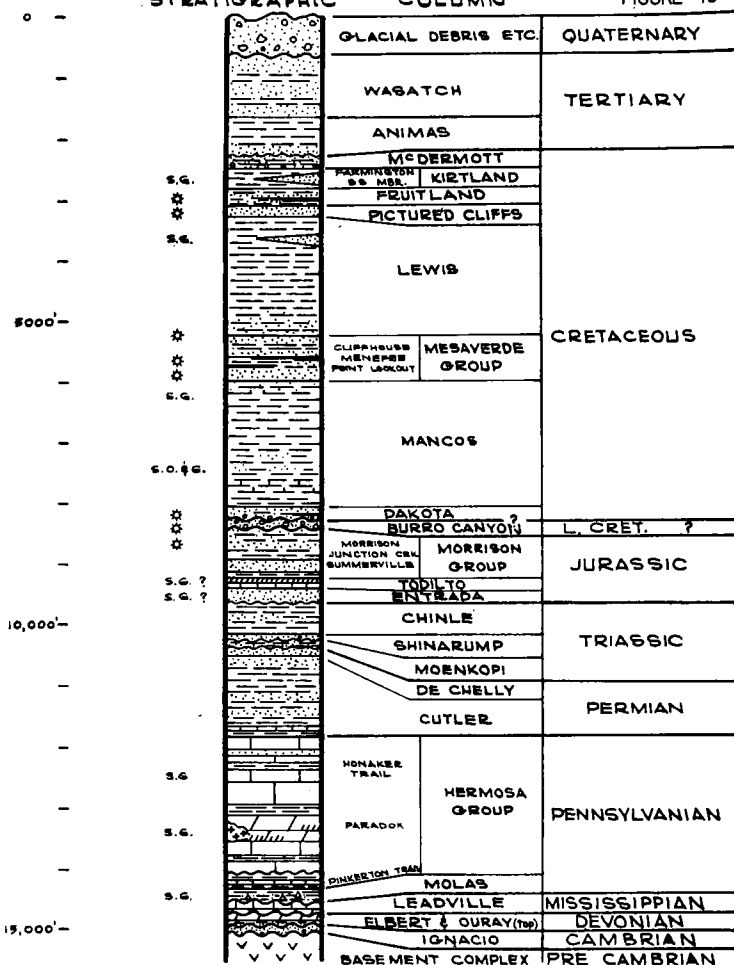 STRATIGRAPHIC COLUMN
0
GLACIAL DEBRIS ETC.
QUATERNARY
WASATCH
TERTIARY
ANIMAS
McDERMOTT
S.G.
FARMINGTON
SS MBR.
KIRTLAND
FRUITLAND
PICTURED CLIFFS
S.G.
LEWIS
5000'
CRETACEOUS
CLIFFHOUSE
MENEFEE
POINT LOOKOUT
MESAVERDE
GROUP
S.G.
MANCOS
S.O.&G.
DAKOTA
?
BURRO CANYON
L. CRET. ?
MORRISON
JUNCTION CRK.
SUMMERVILLE
MORRISON
GROUP
JURASSIC
S.G. ?
TODILTO
S.G. ?
ENTRADA
10,000'
CHINLE
SHINARUMP
TRIASSIC
MOENKOPI
DE CHELLY
PERMIAN
CUTLER
S.G.
HONAKER
TRAIL
HERMOSA
GROUP
PENNSYLVANIAN
S.G.
PARADOX
PINKERTON TRAIL
MOLAS
S.G.
LEADVILLE
MISSISSIPPIAN
15,000'
ELBERT & OURAY (TOP)
DEVONIAN
IGNACIO
CAMBRIAN
BASEMENT COMPLEX
PRE CAMBRIAN